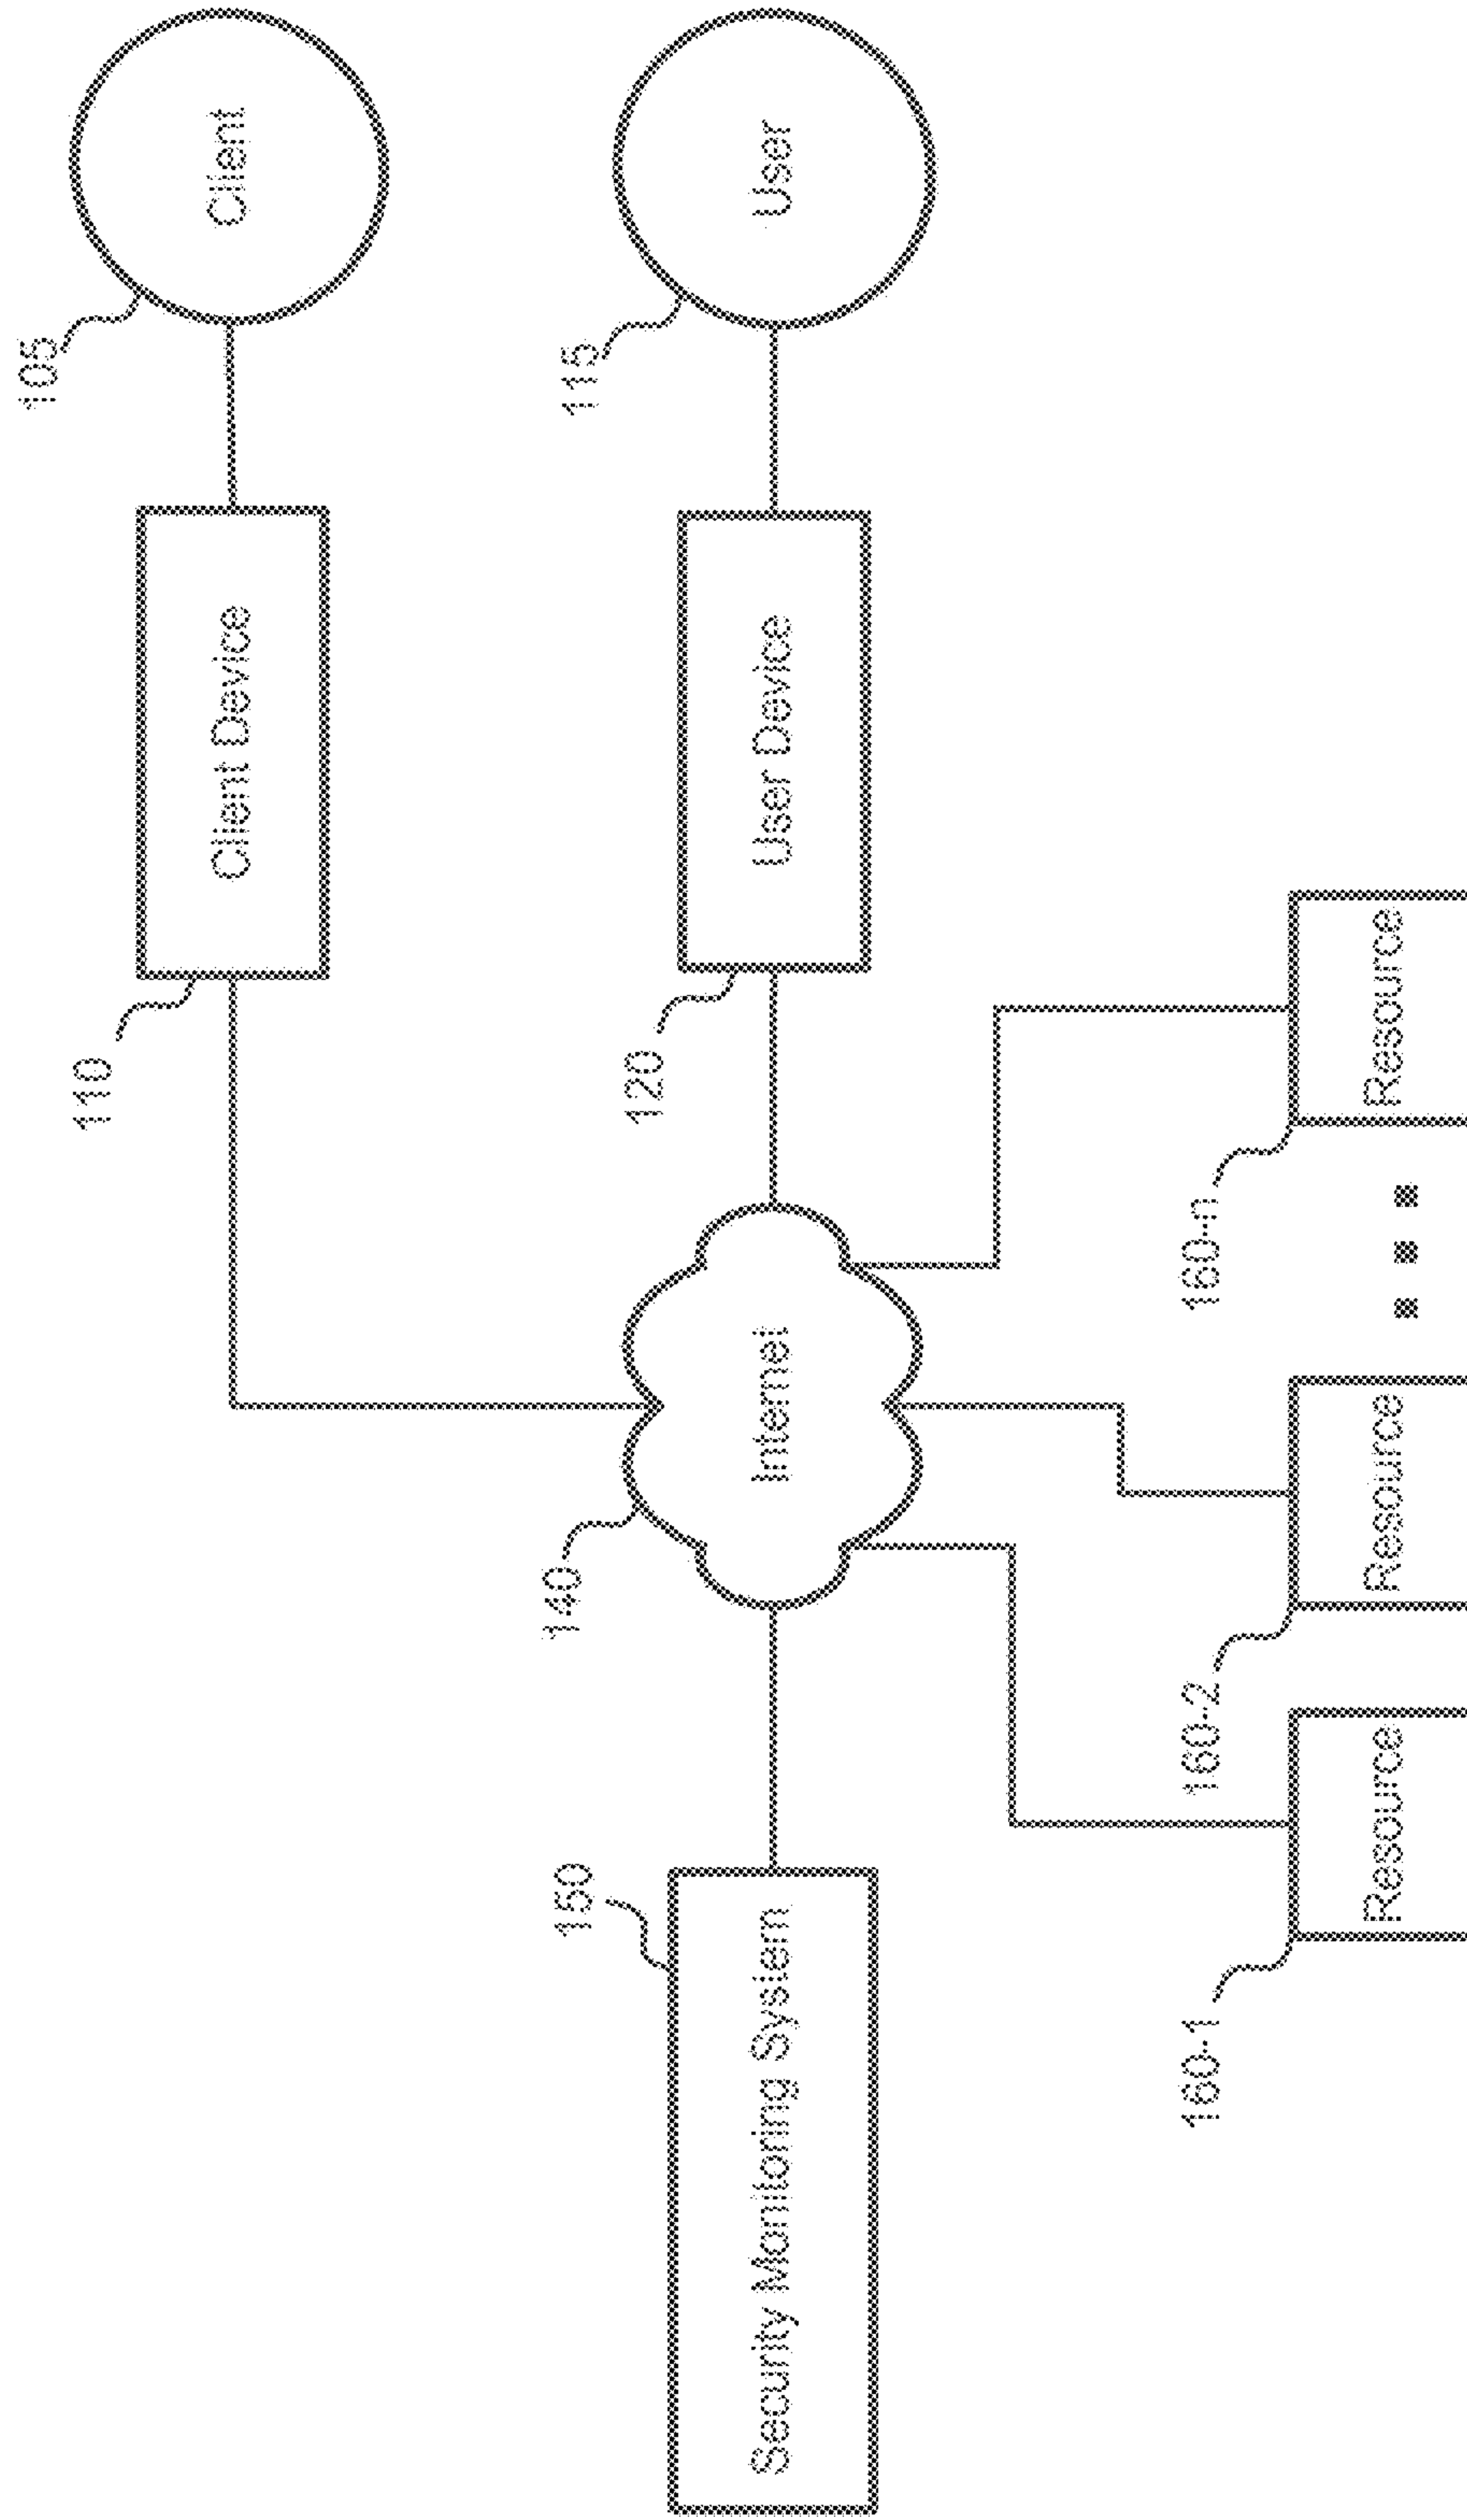 105
Client
110
Client Device
115
User
120
User Device
140
Internet
150
Security Monitoring System
160-1
Resource
160-2
Resource
160-n
Resource